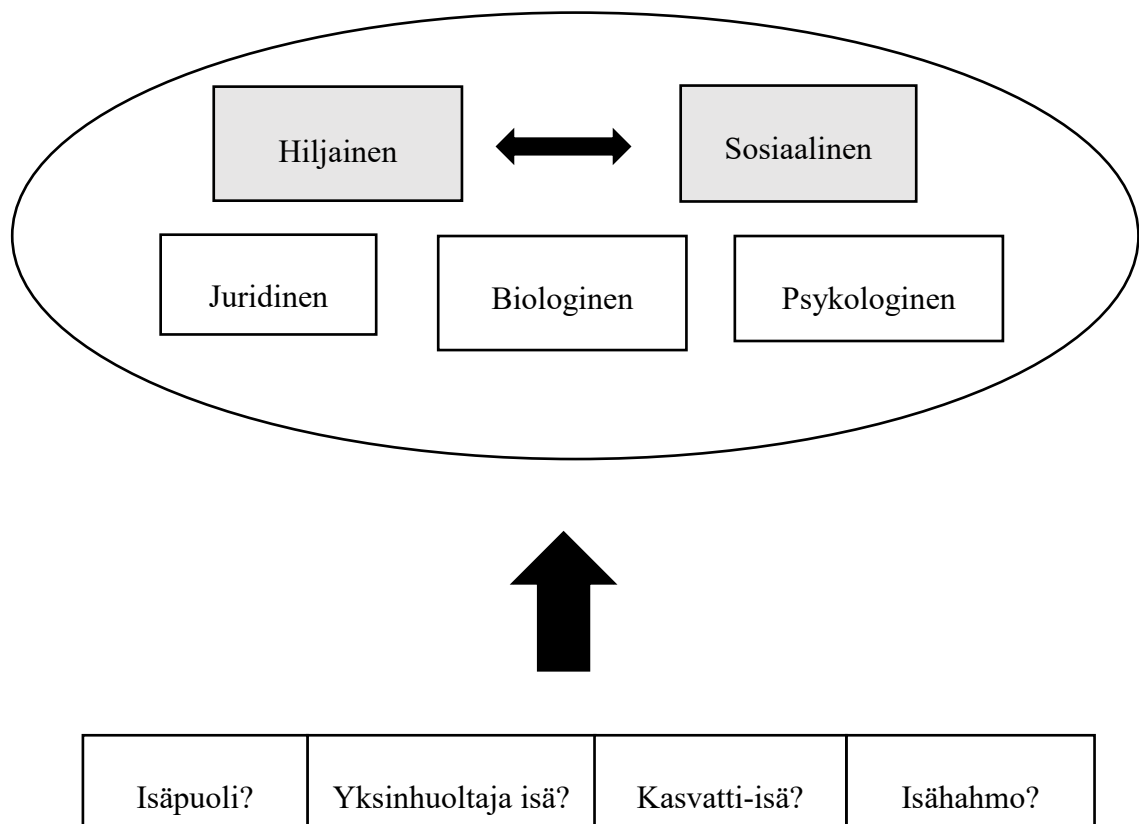 Hiljainen
Sosiaalinen
Juridinen
Biologinen
Psykologinen
Isäpuoli?
Yksinhuoltaja isä?
Kasvatti-isä?
Isähahmo?